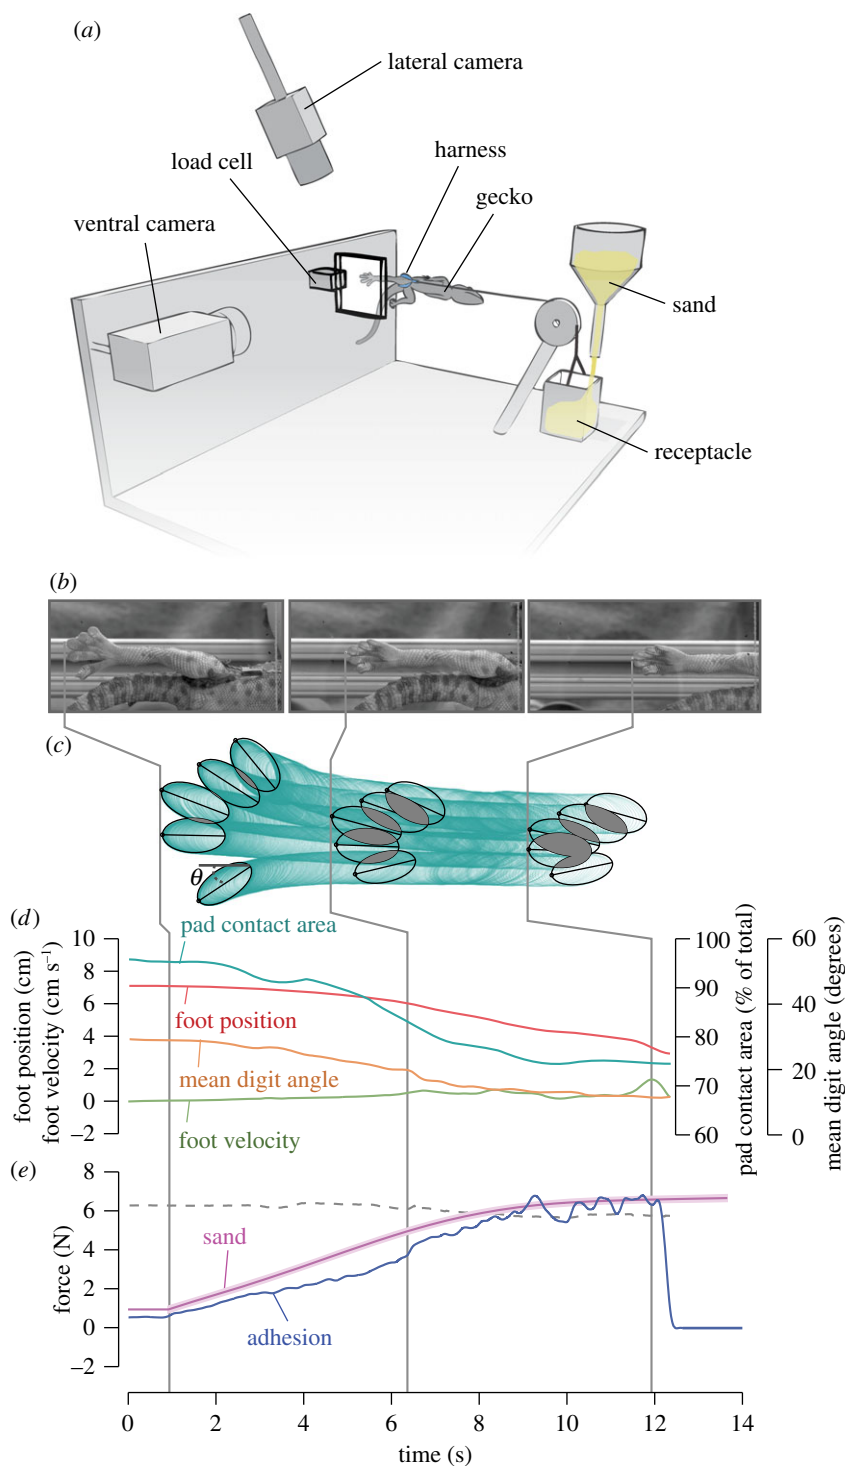 (a)
lateral camera
load cell
harness
gecko
ventral camera
sand
receptacle
(b)
(c)
θ
(d)
pad contact area
foot position
mean digit angle
foot velocity
foot position (cm)
foot velocity (cm s⁻¹)
10
8
6
4
2
0
–2
100
90
80
70
60
pad contact area (% of total)
60
40
20
0
mean digit angle (degrees)
(e)
8
6
4
2
0
–2
force (N)
sand
adhesion
0
2
4
6
8
10
12
14
time (s)